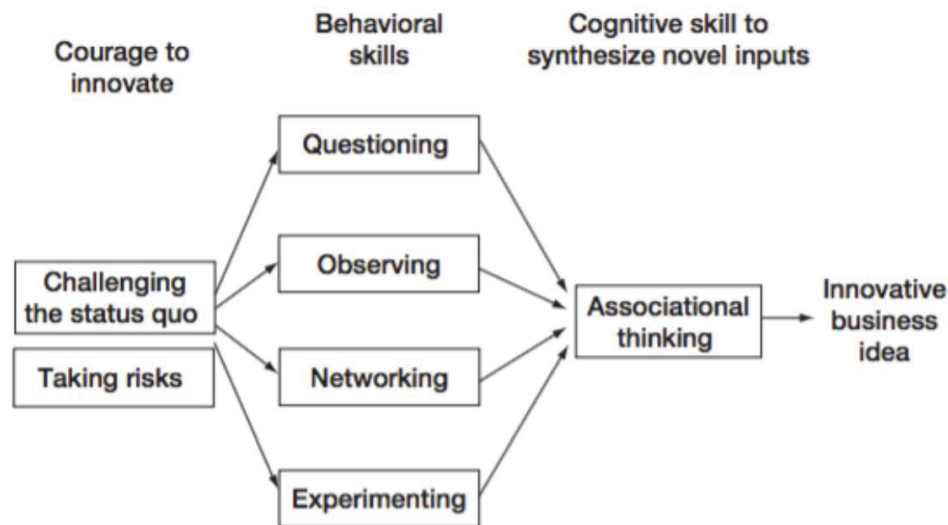 Courage to
innovate
Behavioral
skills
Cognitive skill to
synthesize novel inputs
Questioning
Observing
Challenging
the status quo
Taking risks
Networking
Experimenting
Associational
thinking
Innovative
business
idea